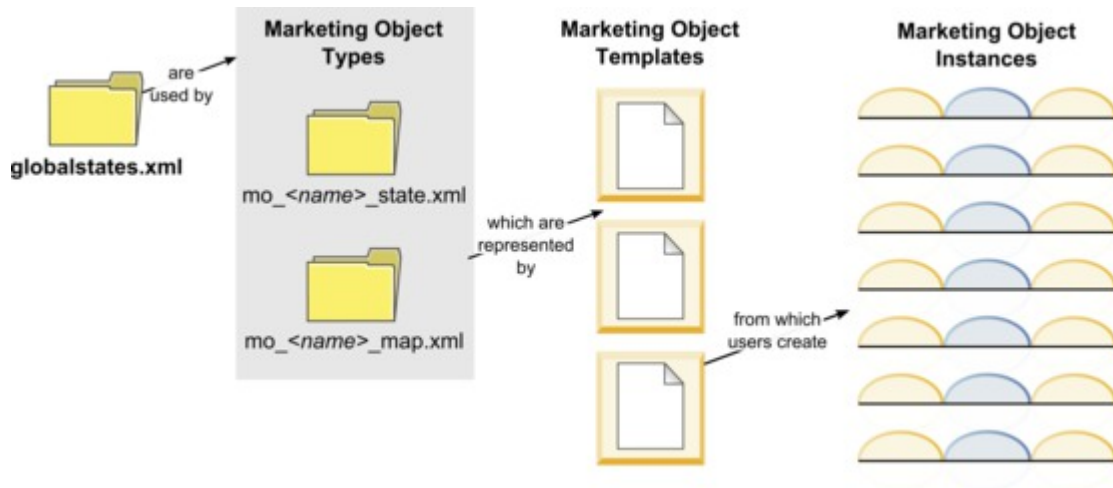 are
used by
globalstates.xml
Marketing Object
Types
mo_<name>_state.xml
mo_<name>_map.xml
which are
represented
by
Marketing Object
Templates
from which
users create
Marketing Object
Instances